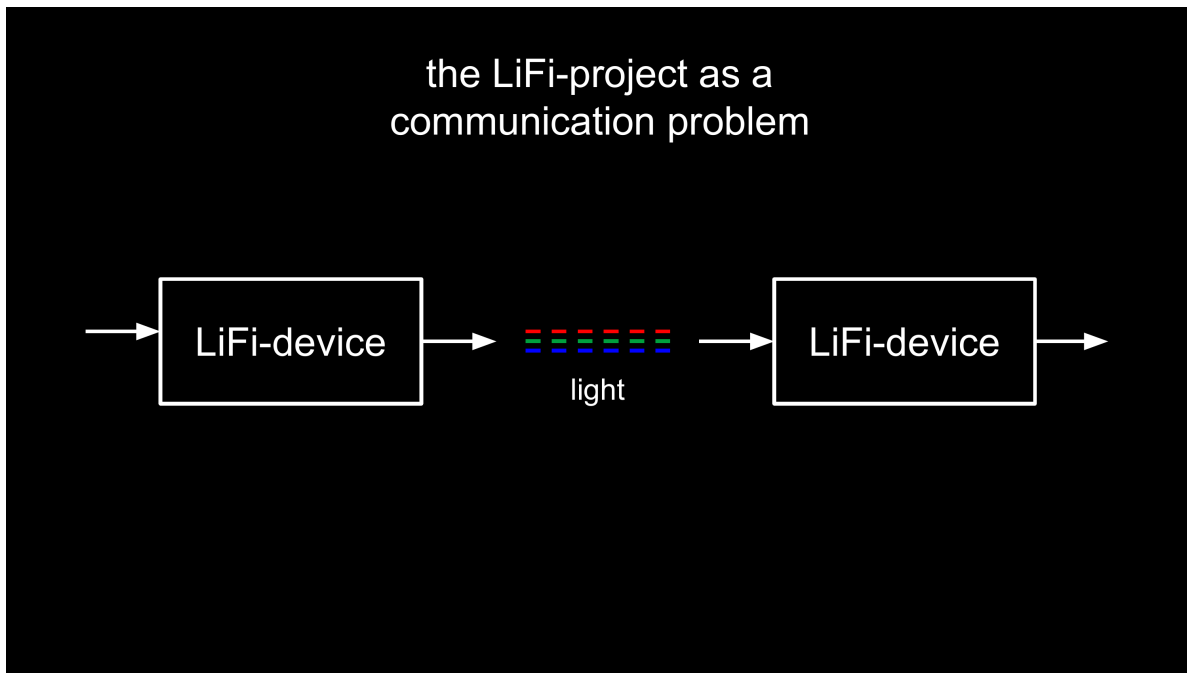 the LiFi-project as a
communication problem
LiFi-device
light
LiFi-device